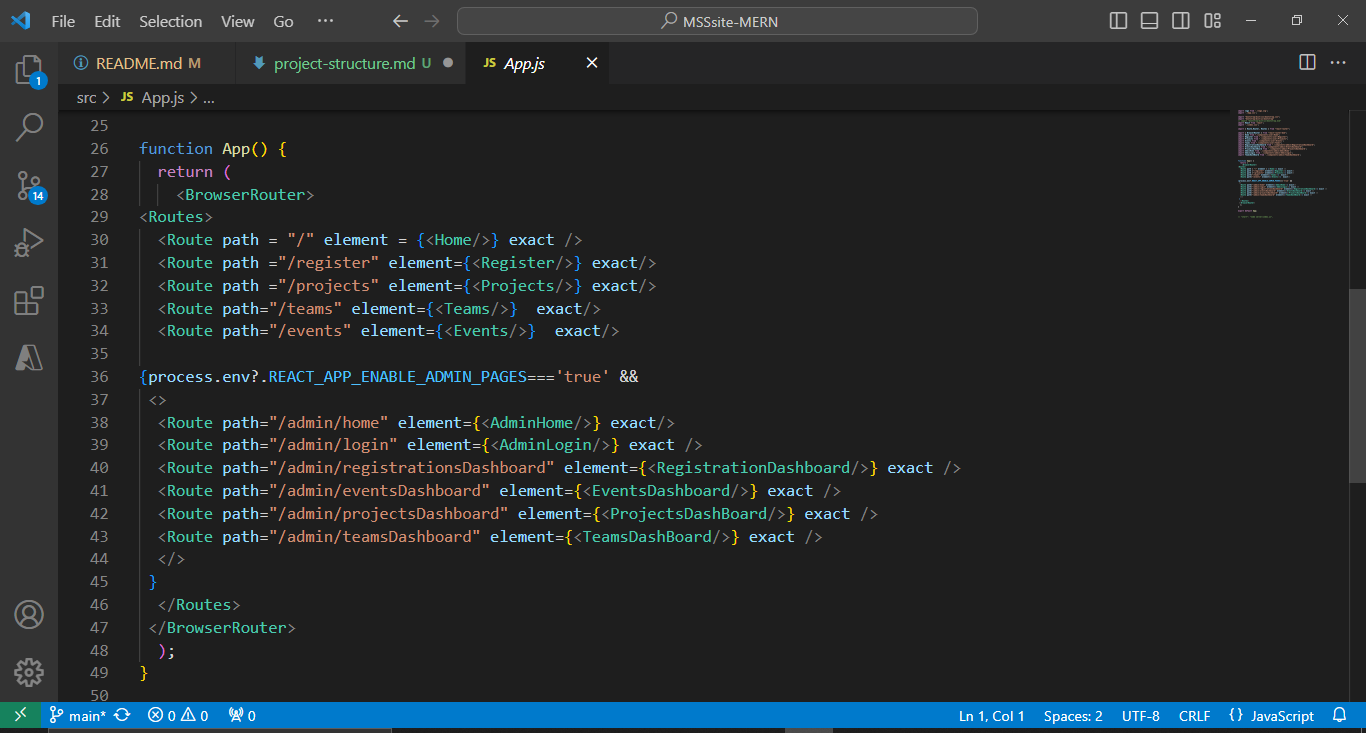 File Edit Selection View Go ··· MSSsite-MERN
README.md M project-structure.md U JS App.js
src > JS App.js > ...
1
14
25
26 function App() {
27 return (
28 <BrowserRouter>
29 <Routes>
30 <Route path = "/" element = {<Home/>} exact />
31 <Route path ="/register" element={<Register/>} exact/>
32 <Route path ="/projects" element={<Projects/>} exact/>
33 <Route path="/teams" element={<Teams/>}  exact/>
34 <Route path="/events" element={<Events/>}  exact/>
35
36 {process.env?.REACT_APP_ENABLE_ADMIN_PAGES==='true' &&
37 <>
38 <Route path="/admin/home" element={<AdminHome/>} exact/>
39 <Route path="/admin/login" element={<AdminLogin/>} exact />
40 <Route path="/admin/registrationsDashboard" element={<RegistrationDashboard/>} exact />
41 <Route path="/admin/eventsDashboard" element={<EventsDashboard/>} exact />
42 <Route path="/admin/projectsDashboard" element={<ProjectsDashBoard/>} exact />
43 <Route path="/admin/teamsDashboard" element={<TeamsDashBoard/>} exact />
44 </>
45 }
46 </Routes>
47 </BrowserRouter>
48 );
49 }
50
main* 0 0 0 Ln 1, Col 1 Spaces: 2 UTF-8 CRLF {} JavaScript